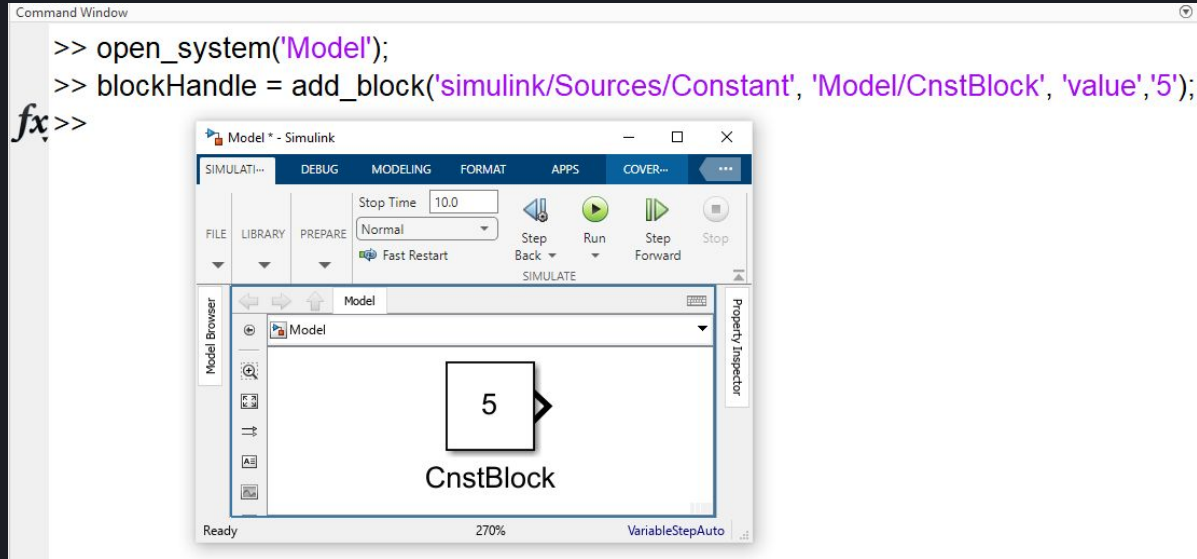 Command Window
>> open_system('Model');
>> blockHandle = add_block('simulink/Sources/Constant', 'Model/CnstBlock', 'value','5');
fx >>
Model * - Simulink
SIMULATI... DEBUG MODELING FORMAT APPS COVER... ...
FILE LIBRARY PREPARE Stop Time 10.0
Normal
Fast Restart
Step Back Run Step Forward Stop
SIMULATE
Model Browser
Model
Model
Property Inspector
5
CnstBlock
Ready 270% VariableStepAuto